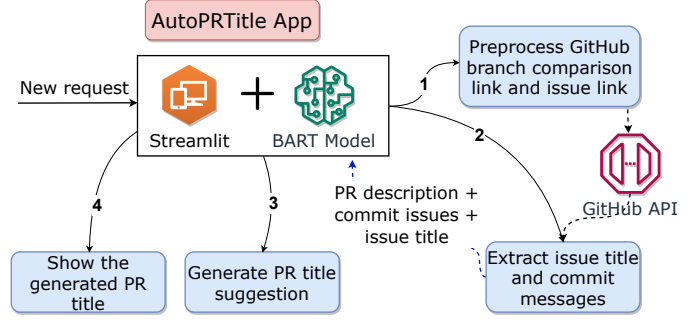 AutoPRTitle App
New request
Streamlit
BART Model
1
Preprocess GitHub
branch comparison
link and issue link
2
GitHub API
PR description +
commit issues +
issue title
4
3
Show the
generated PR
title
Generate PR title
suggestion
Extract issue title
and commit
messages